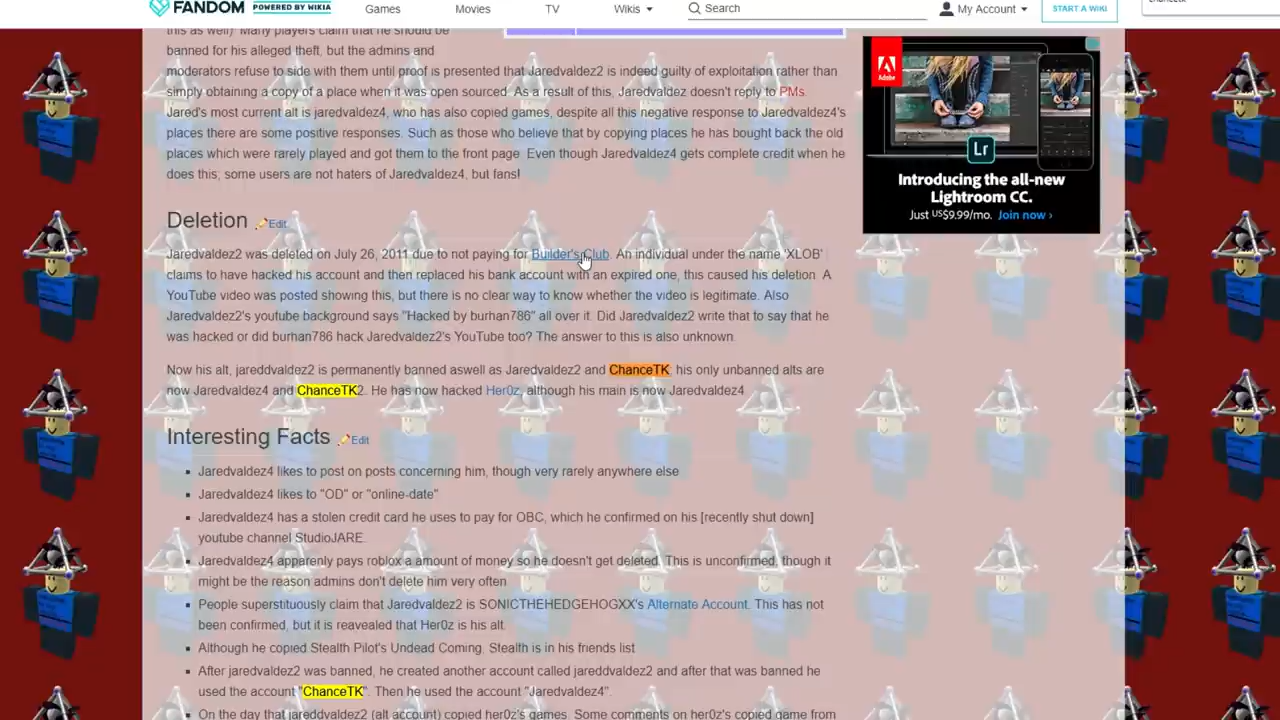 FANDOM POWERED BY WIKIA Games Movies TV Wikis Search My Account START A WIKI
this as well) Many players claim that he should be
banned for his alleged theft, but the admins and
moderators refuse to side with them until proof is presented that Jaredvaldez2 is indeed guilty of exploitation rather than
simply obtaining a copy of a place when it was open sourced. As a result of this, Jaredvaldez doesn't reply to PMs.
Jared's most current alt is jaredvaldez4, who has also copied games, despite all this negative response to Jaredvaldez4's
places there are some positive responses. Such as those who believe that by copying places he has bought back the old
places which were rarely played and got them to the front page. Even though Jaredvaldez4 gets complete credit when he
does this; some users are not haters of Jaredvaldez4, but fans!
Adobe
Lr
Introducing the all-new
Lightroom CC.
Just US$9.99/mo. Join now ›
Deletion Edit
Jaredvaldez2 was deleted on July 26, 2011 due to not paying for Builder's Club. An individual under the name 'XLOB'
claims to have hacked his account and then replaced his bank account with an expired one, this caused his deletion. A
YouTube video was posted showing this, but there is no clear way to know whether the video is legitimate. Also
Jaredvaldez2's youtube background says "Hacked by burhan786" all over it. Did Jaredvaldez2 write that to say that he
was hacked or did burhan786 hack Jaredvaldez2's YouTube too? The answer to this is also unknown.
Now his alt, jareddvaldez2 is permanently banned aswell as Jaredvaldez2 and ChanceTK, his only unbanned alts are
now Jaredvaldez4 and ChanceTK2. He has now hacked Her0z, although his main is now Jaredvaldez4
Interesting Facts Edit
Jaredvaldez4 likes to post on posts concerning him, though very rarely anywhere else
Jaredvaldez4 likes to "OD" or "online-date"
Jaredvaldez4 has a stolen credit card he uses to pay for OBC, which he confirmed on his [recently shut down]
youtube channel StudioJARE.
Jaredvaldez4 apparenly pays roblox a amount of money so he doesn't get deleted. This is unconfirmed, though it
might be the reason admins don't delete him very often
People superstituously claim that Jaredvaldez2 is SONICTHEHEDGEHOGXX's Alternate Account. This has not
been confirmed, but it is reavealed that Her0z is his alt.
Although he copied Stealth Pilot's Undead Coming. Stealth is in his friends list
After jaredvaldez2 was banned, he created another account called jareddvaldez2 and after that was banned he
used the account "ChanceTK". Then he used the account "Jaredvaldez4".
On the day that jareddvaldez2 (alt account) copied her0z's games. Some comments on her0z's copied game from